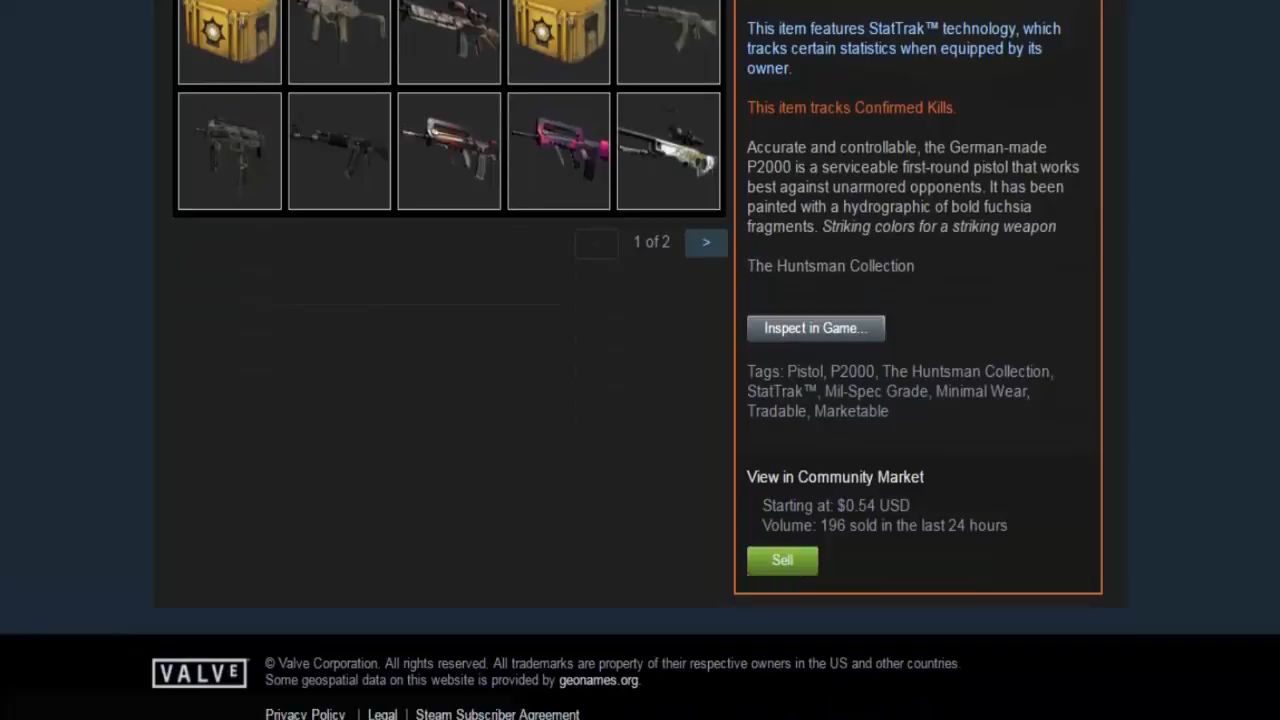 This item features StatTrak™ technology, which
tracks certain statistics when equipped by its
owner.
This item tracks Confirmed Kills.
Accurate and controllable, the German-made
P2000 is a serviceable first-round pistol that works
best against unarmored opponents. It has been
painted with a hydrographic of bold fuchsia
fragments. Striking colors for a striking weapon
1 of 2 >
The Huntsman Collection
Inspect in Game...
Tags: Pistol, P2000, The Huntsman Collection,
StatTrak™, Mil-Spec Grade, Minimal Wear,
Tradable, Marketable
View in Community Market
Starting at: $0.54 USD
Volume: 196 sold in the last 24 hours
Sell
VALVE
© Valve Corporation. All rights reserved. All trademarks are property of their respective owners in the US and other countries.
Some geospatial data on this website is provided by geonames.org.
Privacy Policy | Legal | Steam Subscriber Agreement